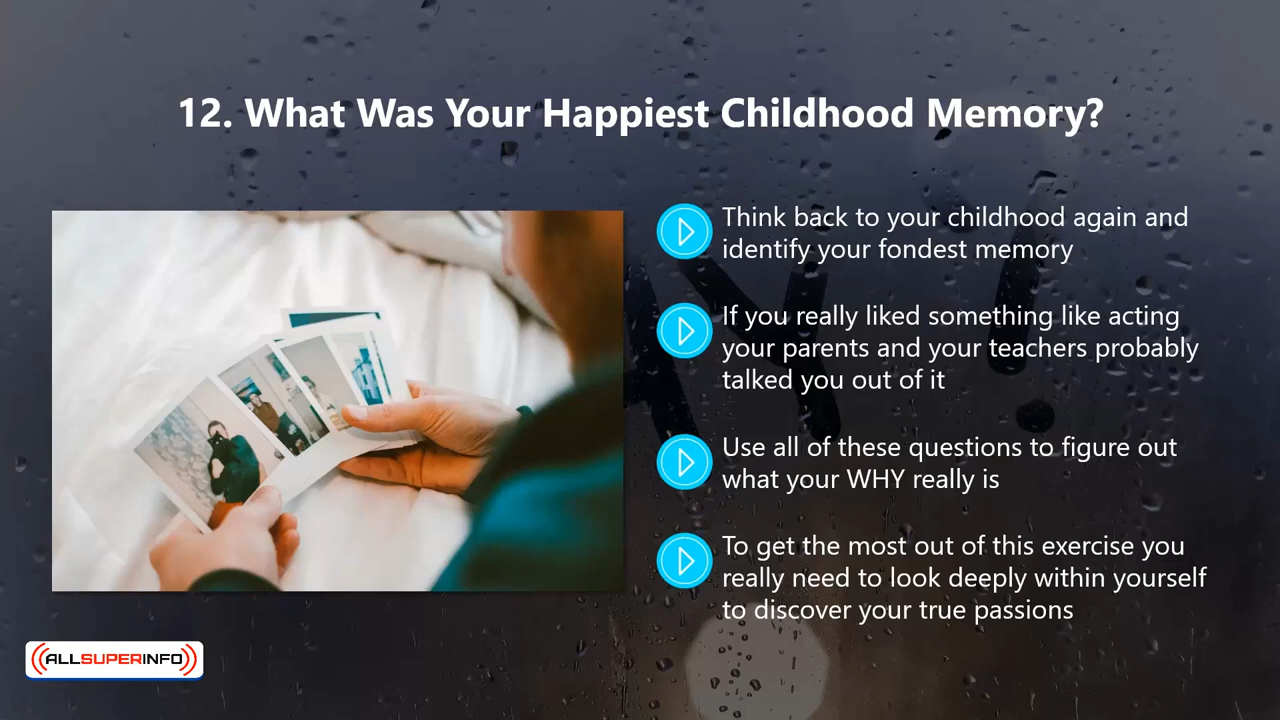 12. What Was Your Happiest Childhood Memory?
Think back to your childhood again and
identify your fondest memory
If you really liked something like acting
your parents and your teachers probably
talked you out of it
Use all of these questions to figure out
what your WHY really is
To get the most out of this exercise you
really need to look deeply within yourself
to discover your true passions
ALLSUPERINFO